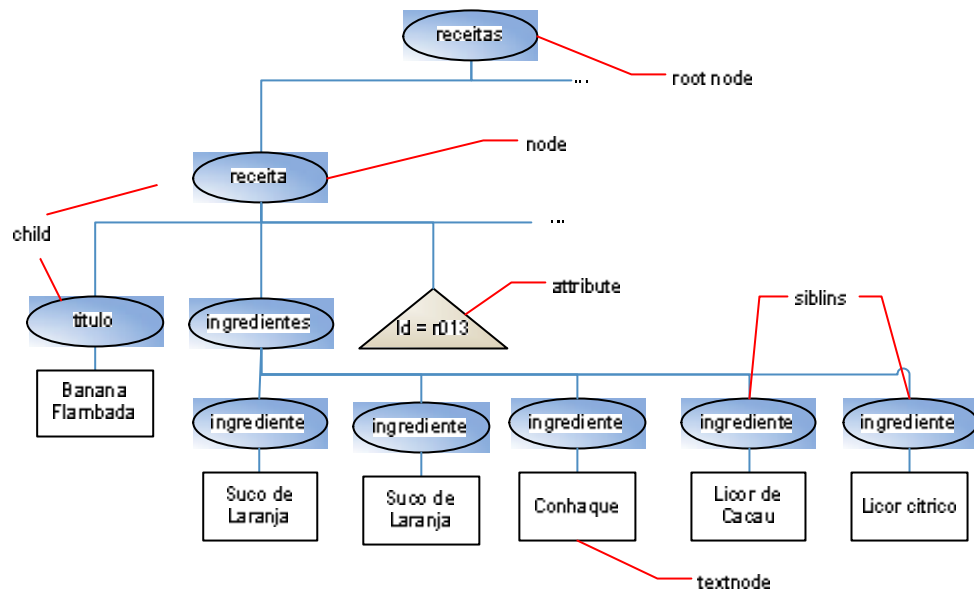 receitas
...
root node
node
receita
child
...
attribute
siblins
titulo
ingredientes
Id = r013
Banana
Flambada
ingrediente
ingrediente
ingrediente
ingrediente
ingrediente
Suco de
Laranja
Suco de
Laranja
Conhaque
Licor de
Cacau
Licor citrico
textnode